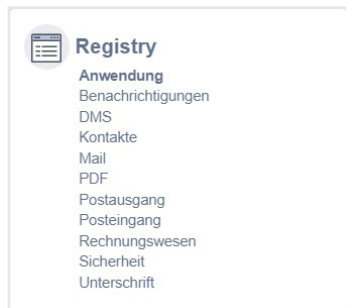 Registry
Anwendung
Benachrichtigungen
DMS
Kontakte
Mail
PDF
Postausgang
Posteingang
Rechnungswesen
Sicherheit
Unterschrift